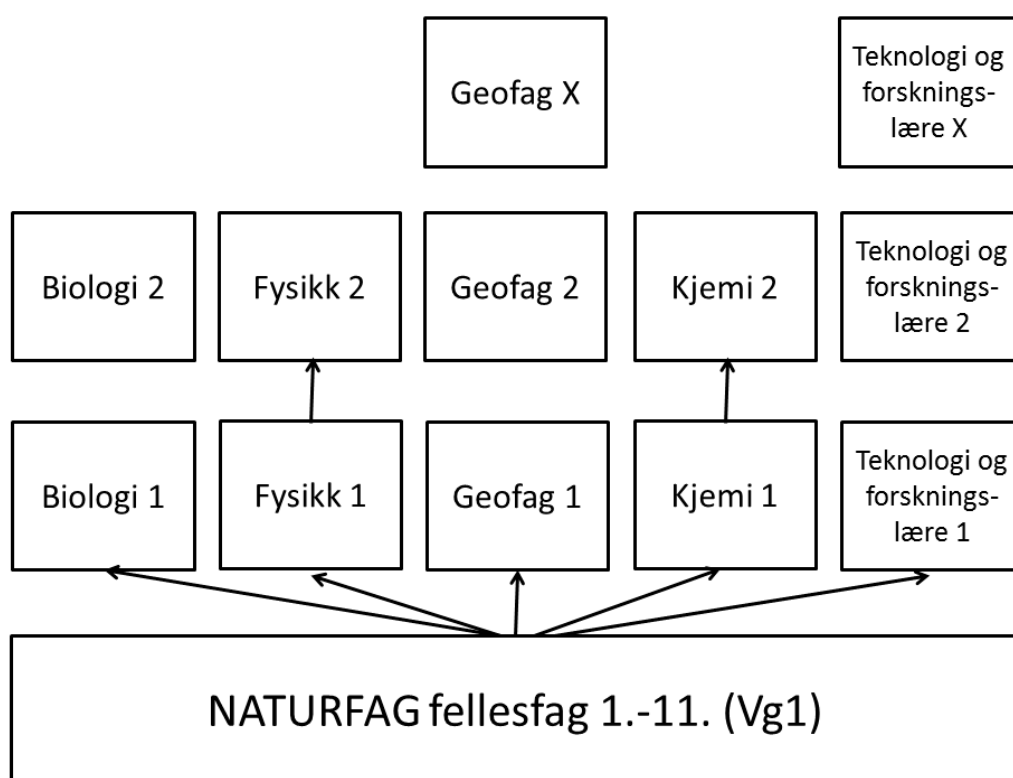 Geofag X
Teknologi og
forsknings-
lære X
Biologi 2
Fysikk 2
Geofag 2
Kjemi 2
Teknologi og
forsknings-
lære 2
Biologi 1
Fysikk 1
Geofag 1
Kjemi 1
Teknologi og
forsknings-
lære 1
NATURFAG fellesfag 1.-11. (Vg1)